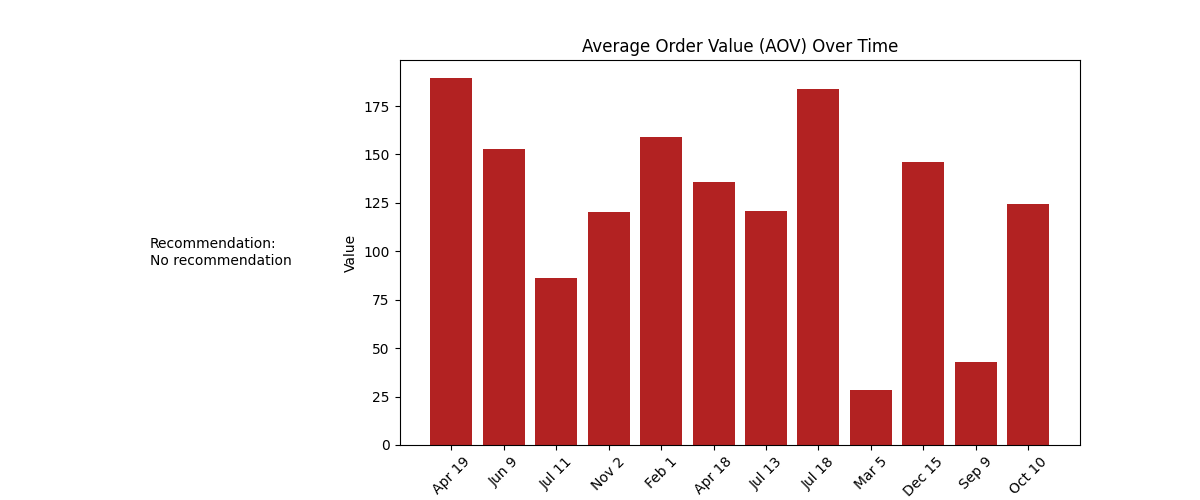 Average Order Value (AOV) Over Time
Recommendation:
No recommendation
Value
175
150
125
100
75
50
25
0
Apr 19
Jun 9
Jul 11
Nov 2
Feb 1
Apr 18
Jul 13
Jul 18
Mar 5
Dec 15
Sep 9
Oct 10